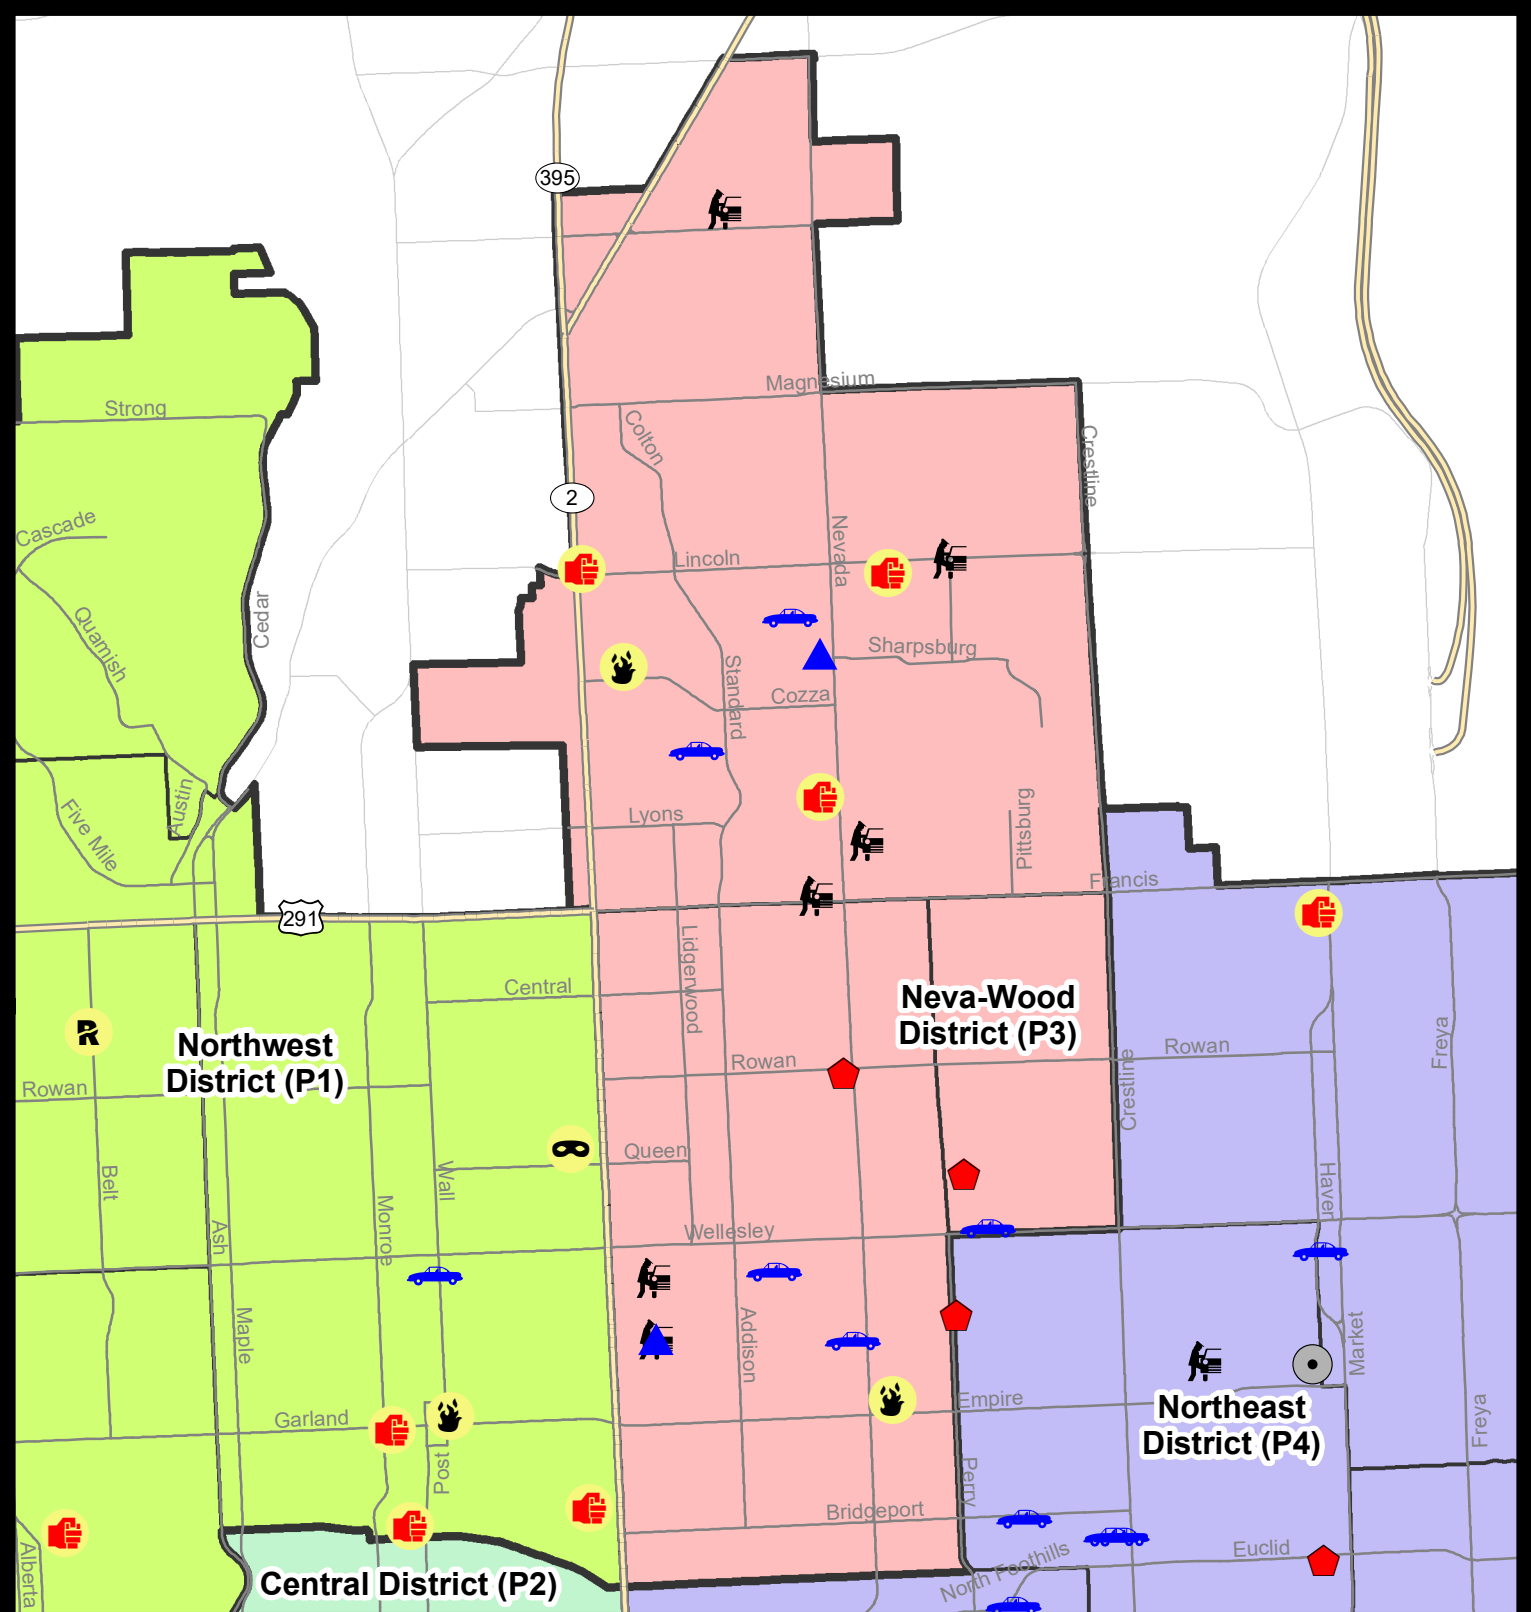 395
Magnesium
Strong
Colton
Crestline
2
Cascade
Nevada
Lincoln
Cedar
Quamish
Sharpsburg
Standard
Cozza
Austin
Five Mile
Lyons
Pittsburg
Francis
291
Lidgerwood
Central
Neva-Wood
District (P3)
Northwest
District (P1)
Freya
Rowan
Rowan
Rowan
Crestline
Queen
Belt
Wall
Haven
Monroe
Ash
Wellesley
Maple
Addison
Market
Empire
Northeast
District (P4)
Garland
Freya
Post
Perry
Bridgeport
Euclid
Alberta
North Foothills
Central District (P2)
R